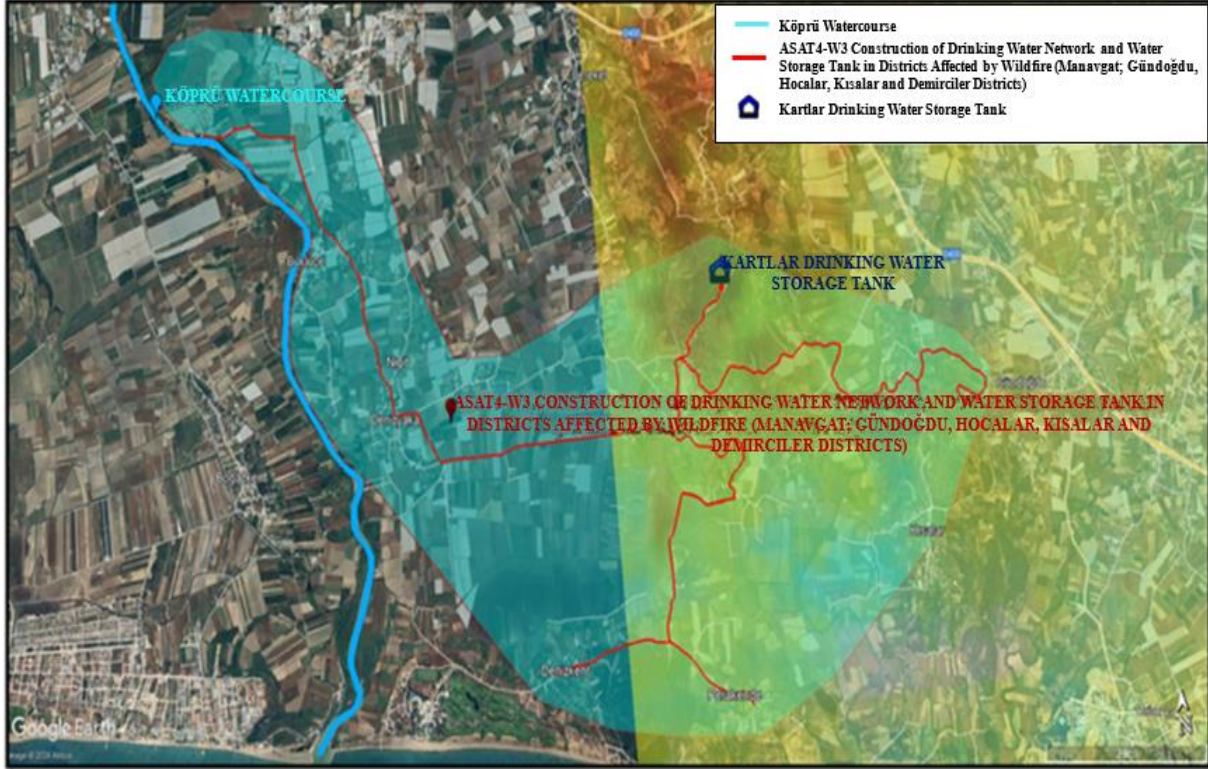 Köprü Watercourse
ASAT4-W3 Construction of Drinking Water Network and Water
Storage Tank in Districts Affected by Wildfire (Manavgat; Gündoğdu,
Hocalar, Kısalar and Demirciler Districts)
Kartlar Drinking Water Storage Tank
KÖPRÜ WATERCOURSE
KARTLAR DRINKING WATER
STORAGE TANK
ASAT4-W3 CONSTRUCTION OF DRINKING WATER NETWORK AND WATER STORAGE TANK IN
DISTRICTS AFFECTED BY WILDFIRE (MANAVGAT; GÜNDOĞDU, HOCALAR, KISALAR AND
DEMIRCILER DISTRICTS)
Kısalar
Denizkent
Google Earth